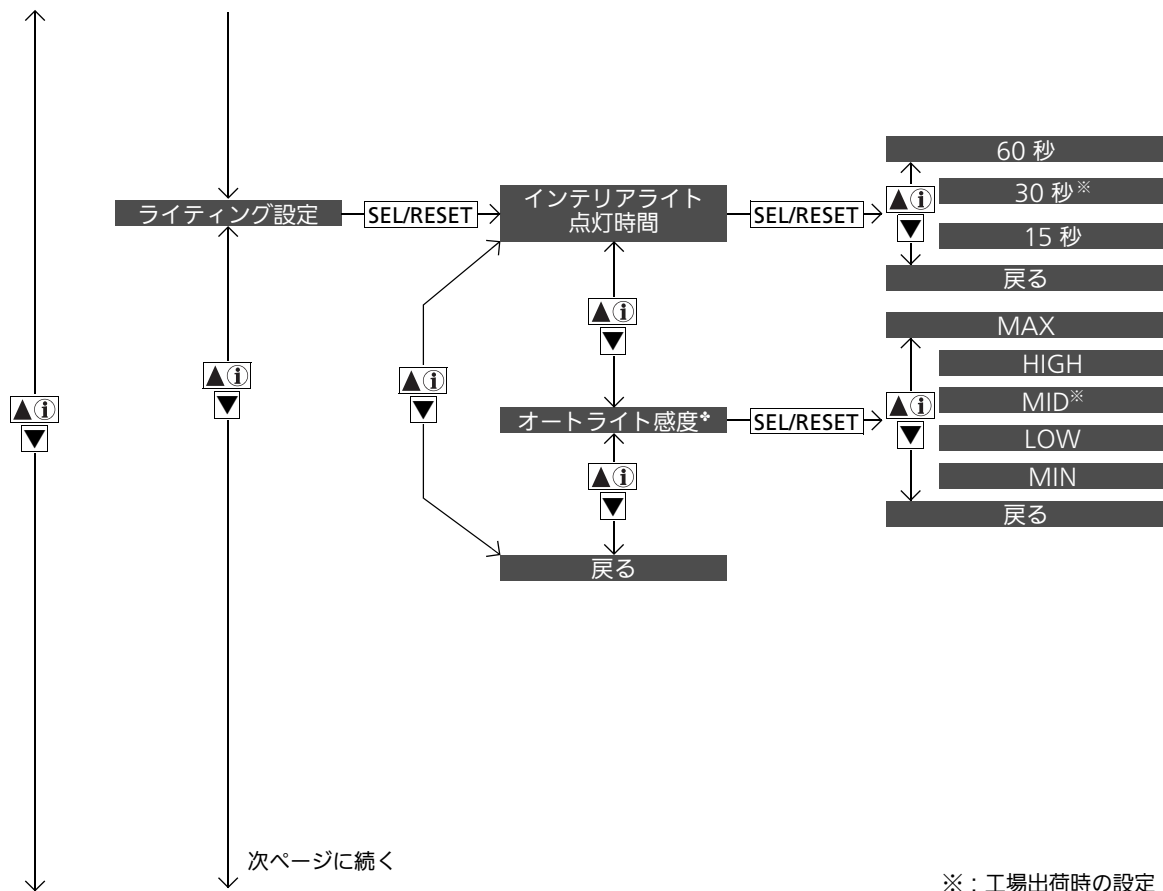 60 秒
ライティング設定
SEL/RESET
インテリアライト
点灯時間
SEL/RESET
▲ⓘ
▼
30 秒※
15 秒
戻る
▲ⓘ
▼
MAX
▲ⓘ
▼
▲ⓘ
▼
▲ⓘ
▼
オートライト感度✤
SEL/RESET
▲ⓘ
▼
HIGH
MID※
LOW
MIN
戻る
▲ⓘ
▼
戻る
次ページに続く
※：工場出荷時の設定